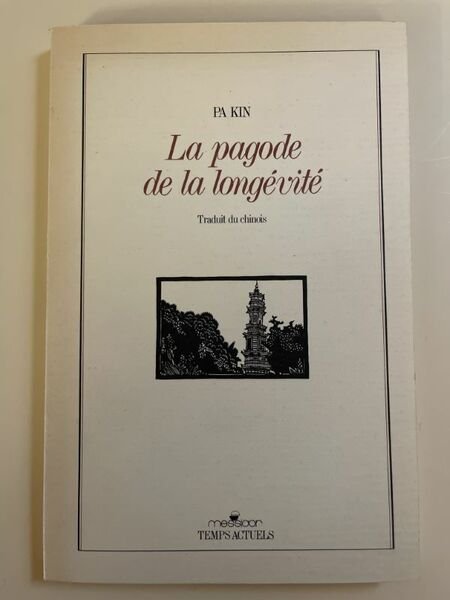 PA KIN
La pagode
de la longévité
Traduit du chinois
messidor
TEMPS ACTUELS